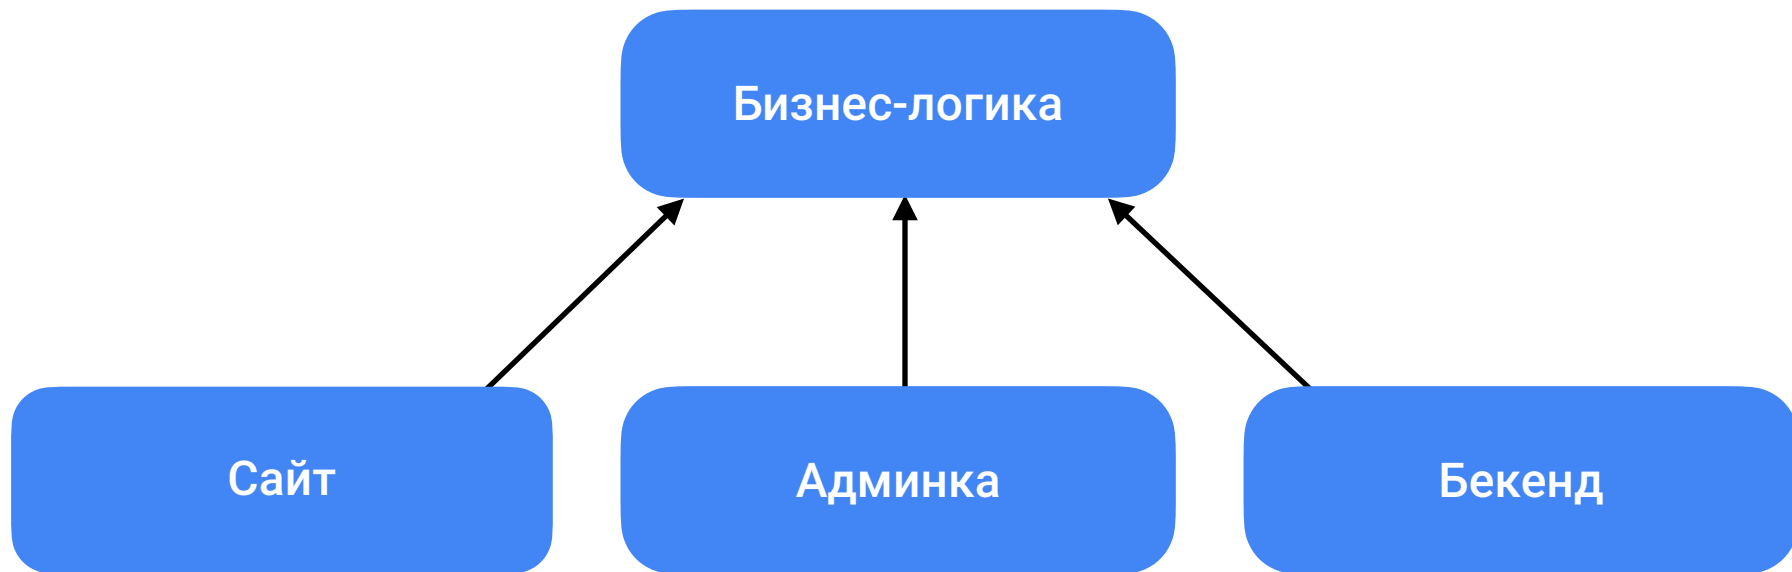 Бизнес-логика
Сайт
Админка
Бекенд